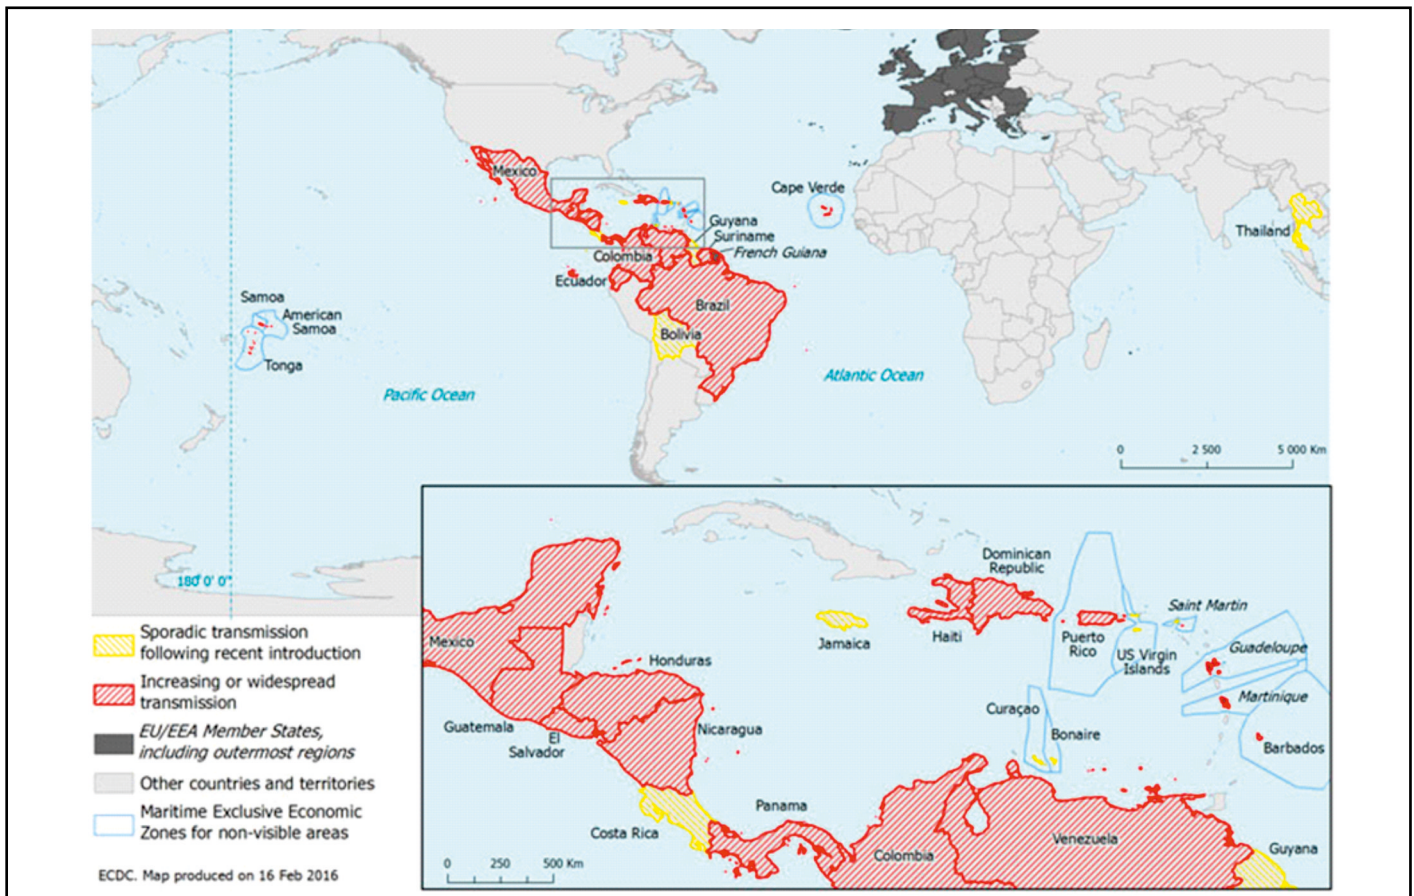 Mexico
Cape Verde
Guyana
Suriname
French Guiana
Thailand
Colombia
Ecuador
Brazil
Samoa
American
Samoa
Bolivia
Tonga
Atlantic Ocean
Pacific Ocean
0 2 500 5 000 Km
180° 0' 0"
Dominican
Republic
Saint Martin
Mexico
Jamaica
Haiti
Puerto
Rico
US Virgin
Islands
Guadeloupe
Honduras
Martinique
Curaçao
Guatemala
El
Salvador
Nicaragua
Bonaire
Barbados
Panama
Costa Rica
Venezuela
Colombia
Guyana
0 250 500 Km
Sporadic transmission
following recent introduction
Increasing or widespread
transmission
EU/EEA Member States,
including outermost regions
Other countries and territories
Maritime Exclusive Economic
Zones for non-visible areas
ECDC. Map produced on 16 Feb 2016